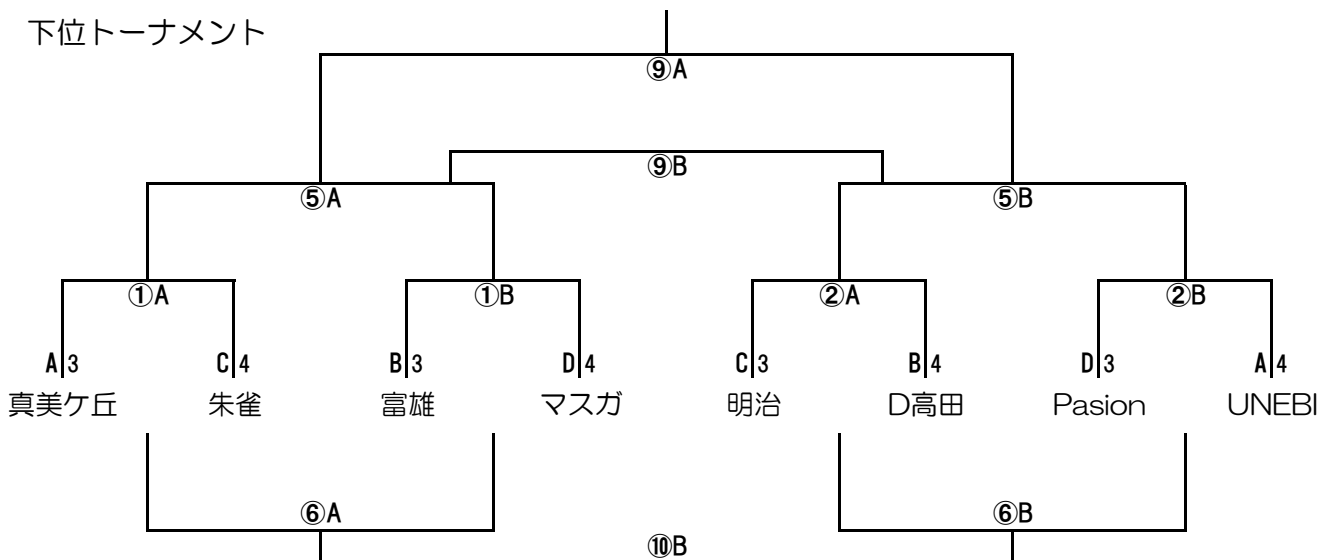 下位トーナメント
⑨A
⑨B
⑤A ⑤B
①A ①B ②A ②B
A 3 C 4 B 3 D 4 C 3 B 4 D 3 A 4
真美ケ丘 朱雀 富雄 マスガ 明治 D高田 Pasion UNEBI
⑥A ⑥B
⑩B